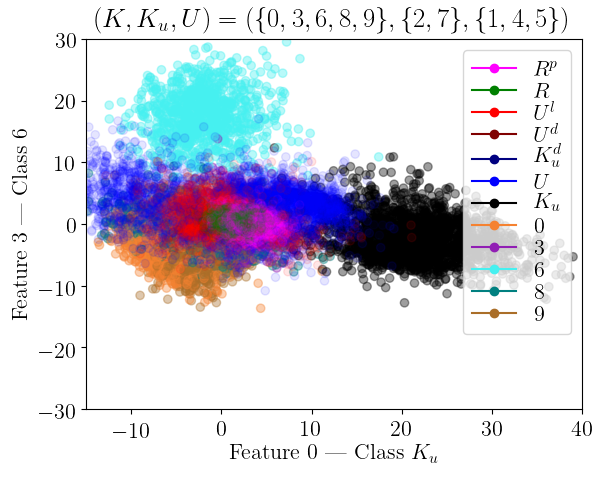 (K, K_u, U) = ({0, 3, 6, 8, 9}, {2, 7}, {1, 4, 5})
30
20
10
0
−10
−20
−30
Feature 3 — Class 6
−10
0
10
20
30
40
Feature 0 — Class K_u
R^p
R
U^l
U^d
K_u^d
U
K_u
0
3
6
8
9